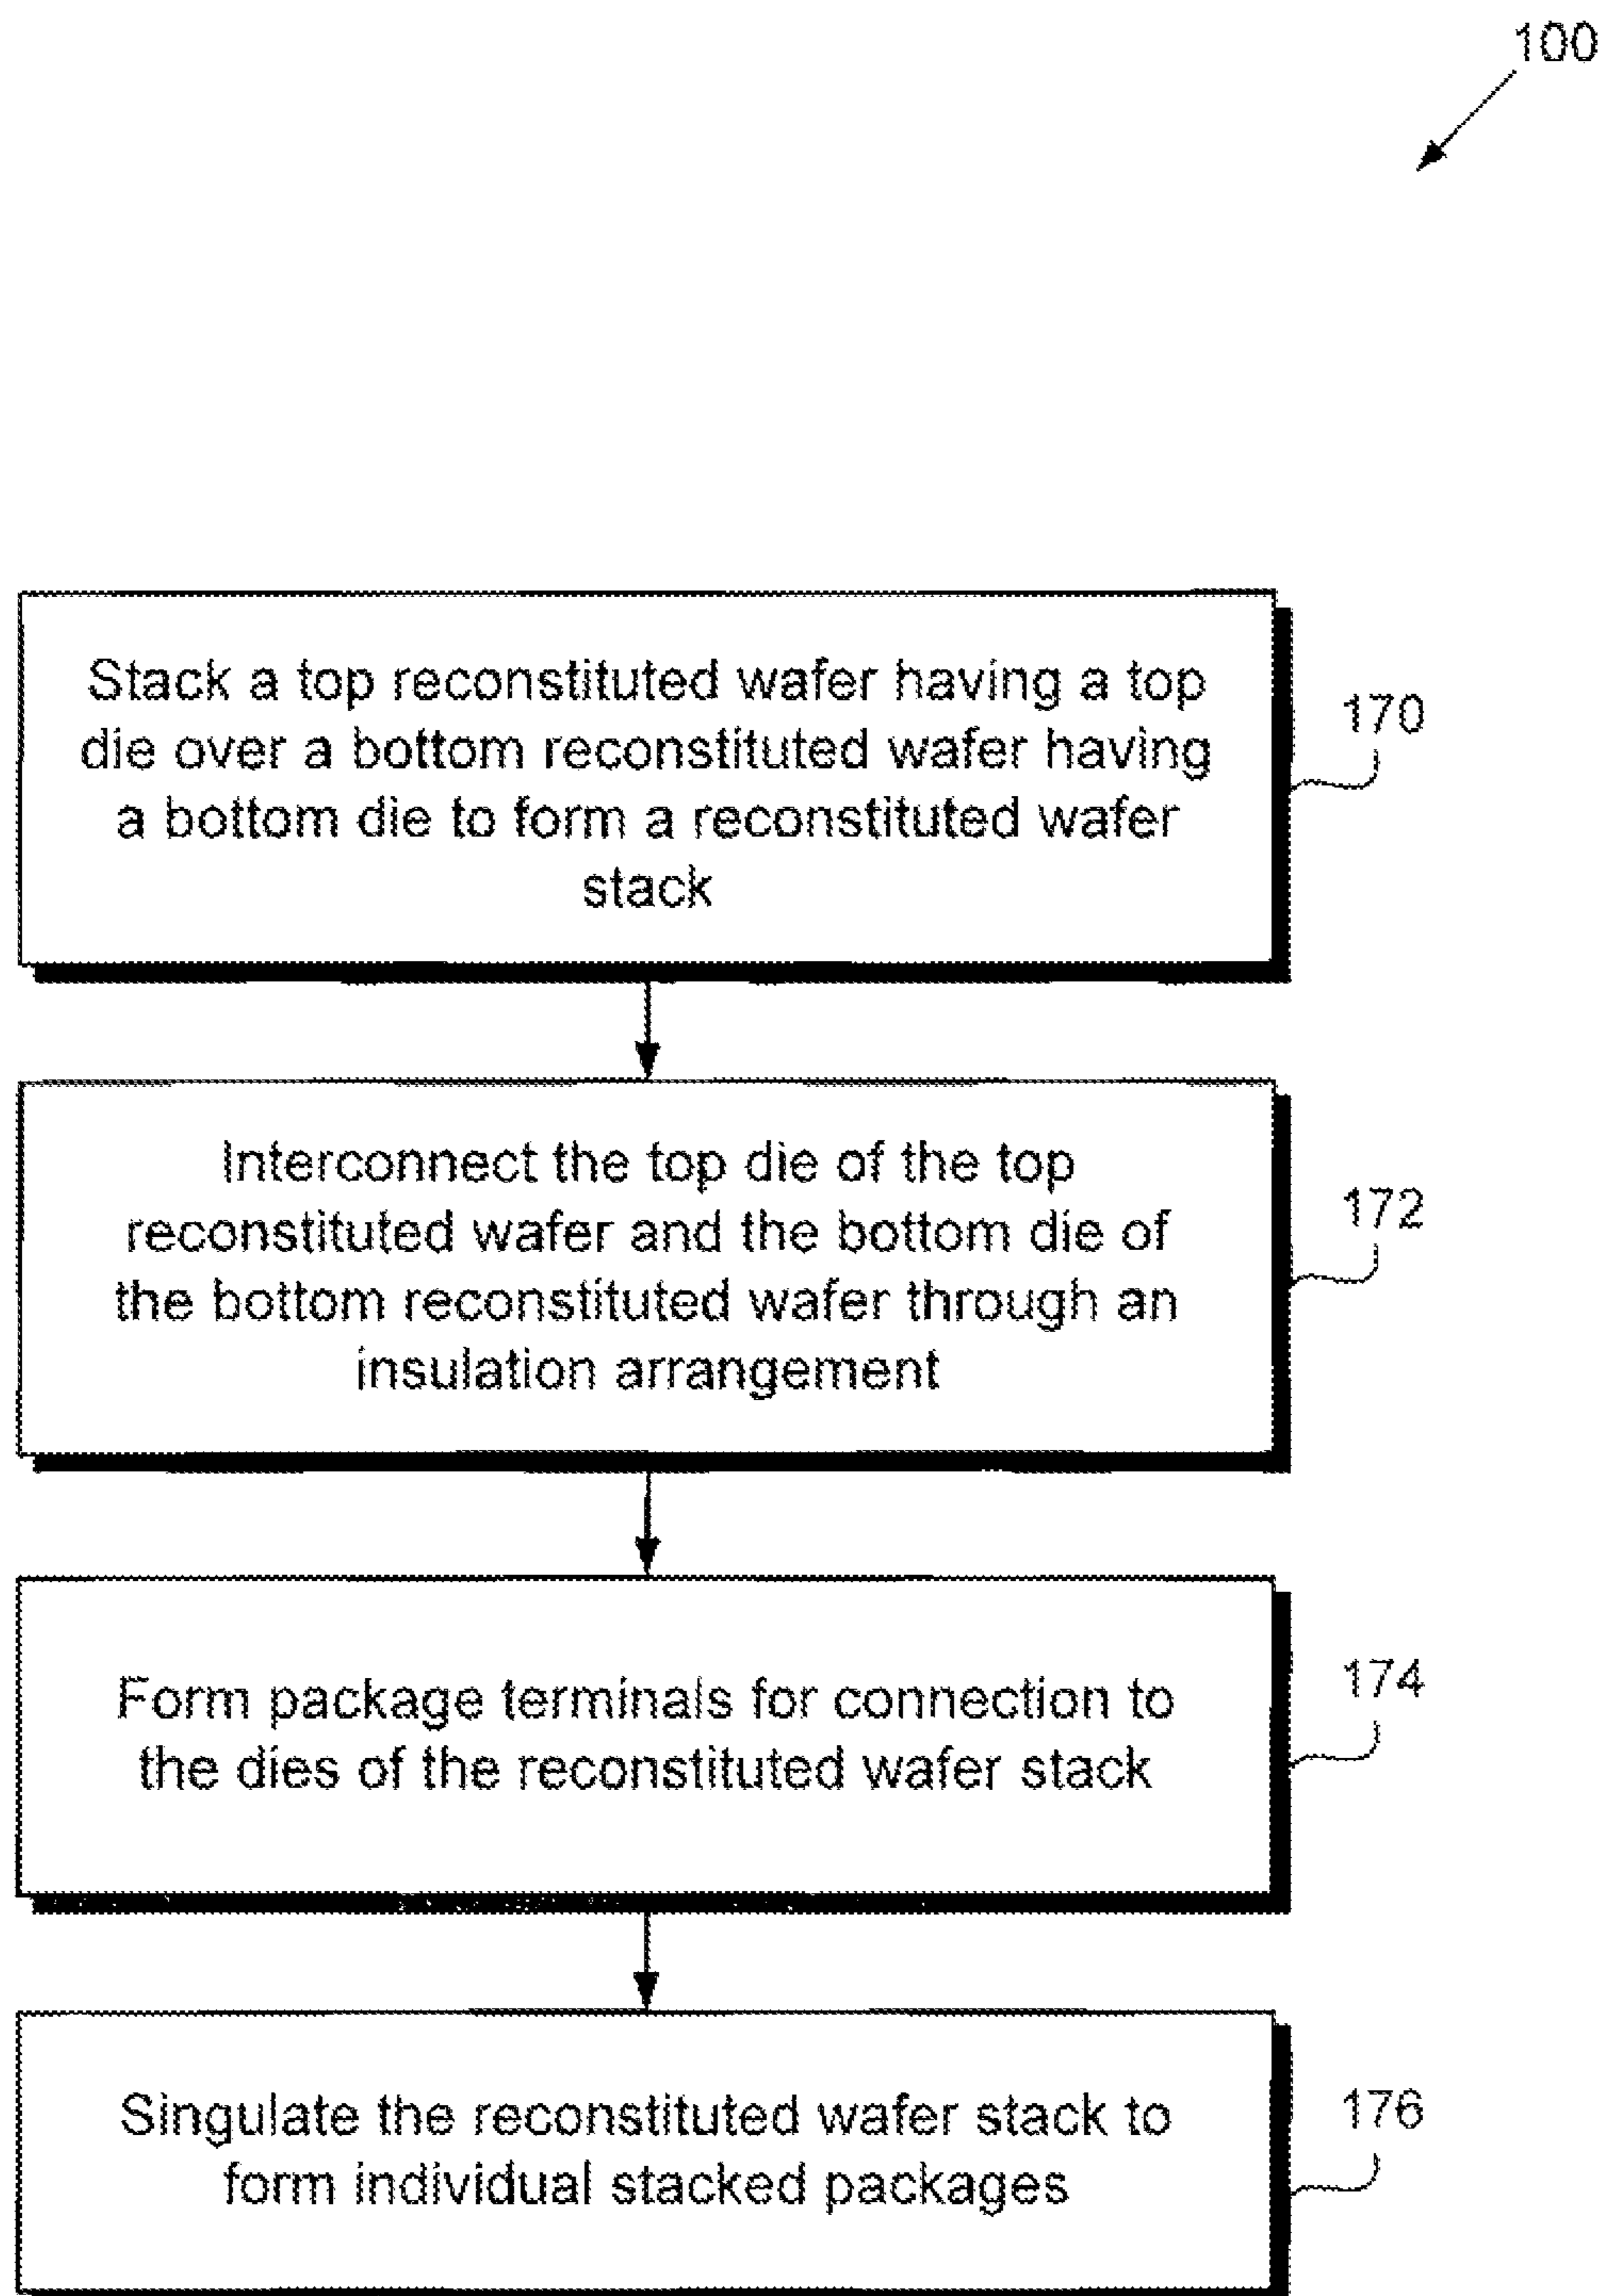 100
Stack a top reconstituted wafer having a top
die over a bottom reconstituted wafer having
a bottom die to form a reconstituted wafer
stack
170
Interconnect the top die of the top
reconstituted wafer and the bottom die of
the bottom reconstituted wafer through an
insulation arrangement
172
Form package terminals for connection to
the dies of the reconstituted wafer stack
174
Singulate the reconstituted wafer stack to
form individual stacked packages
176